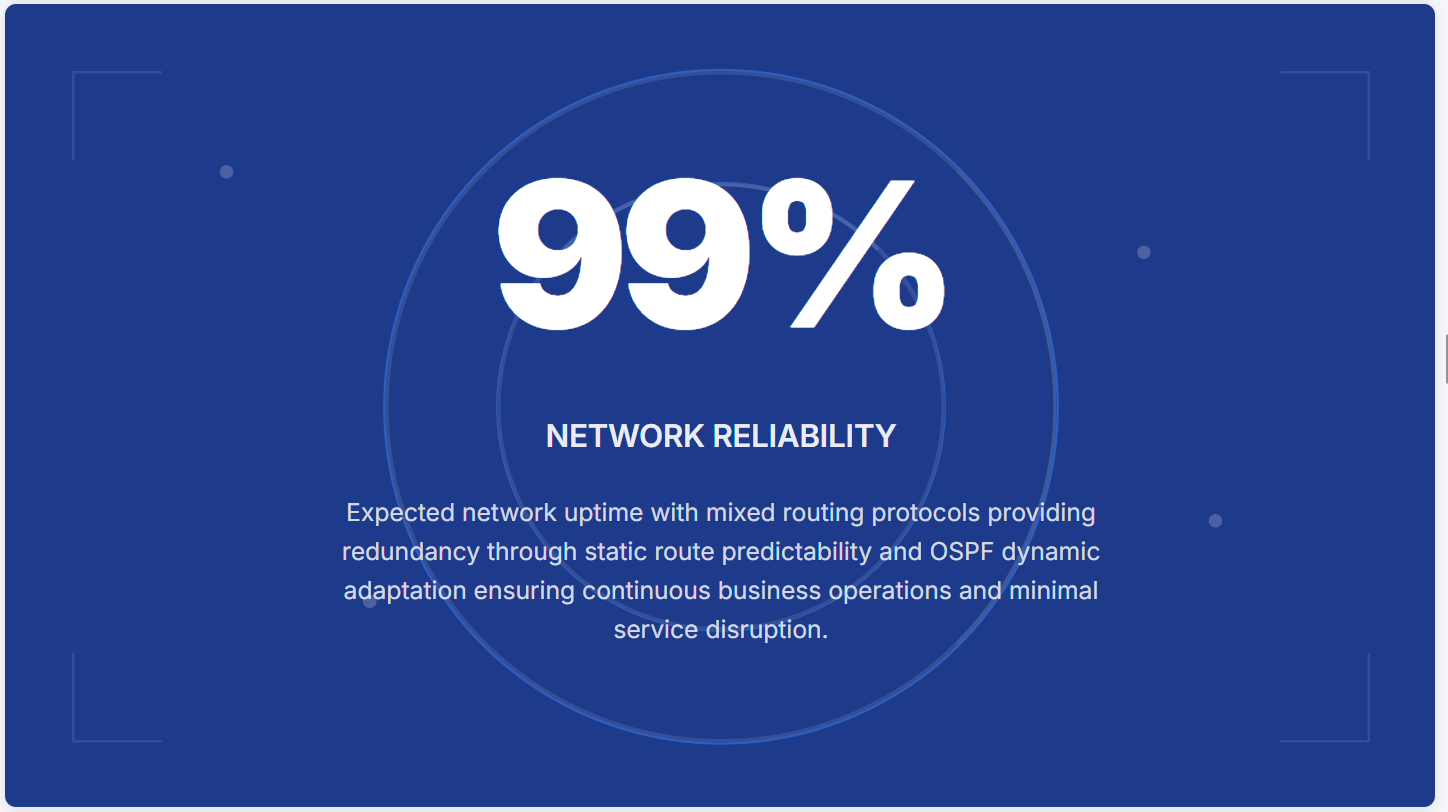 99%
NETWORK RELIABILITY
Expected network uptime with mixed routing protocols providing
redundancy through static route predictability and OSPF dynamic
adaptation ensuring continuous business operations and minimal
service disruption.